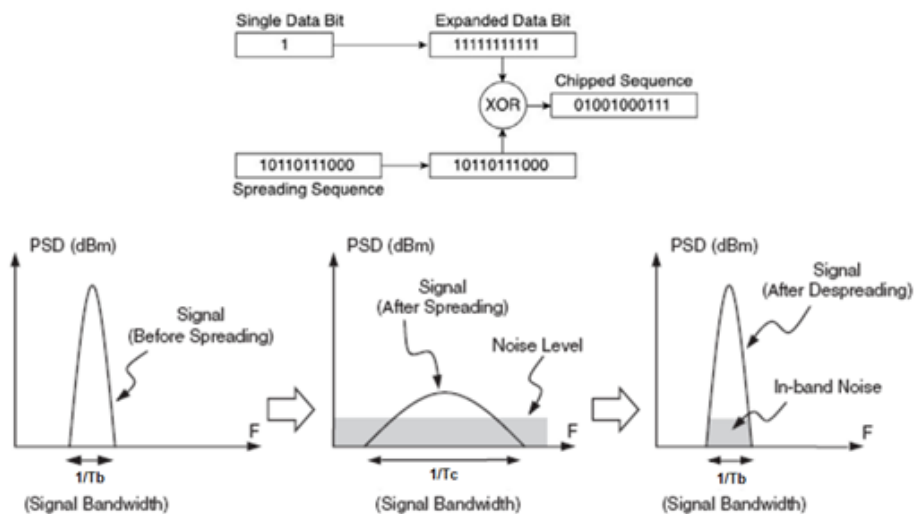 Single Data Bit
1
Expanded Data Bit
11111111111
XOR
Chipped Sequence
01001000111
10110111000
Spreading Sequence
10110111000
PSD (dBm)
Signal
(Before Spreading)
F
1/Tb
(Signal Bandwidth)
PSD (dBm)
Signal
(After Spreading)
Noise Level
F
1/Tc
(Signal Bandwidth)
PSD (dBm)
Signal
(After Despreading)
In-band Noise
F
1/Tb
(Signal Bandwidth)